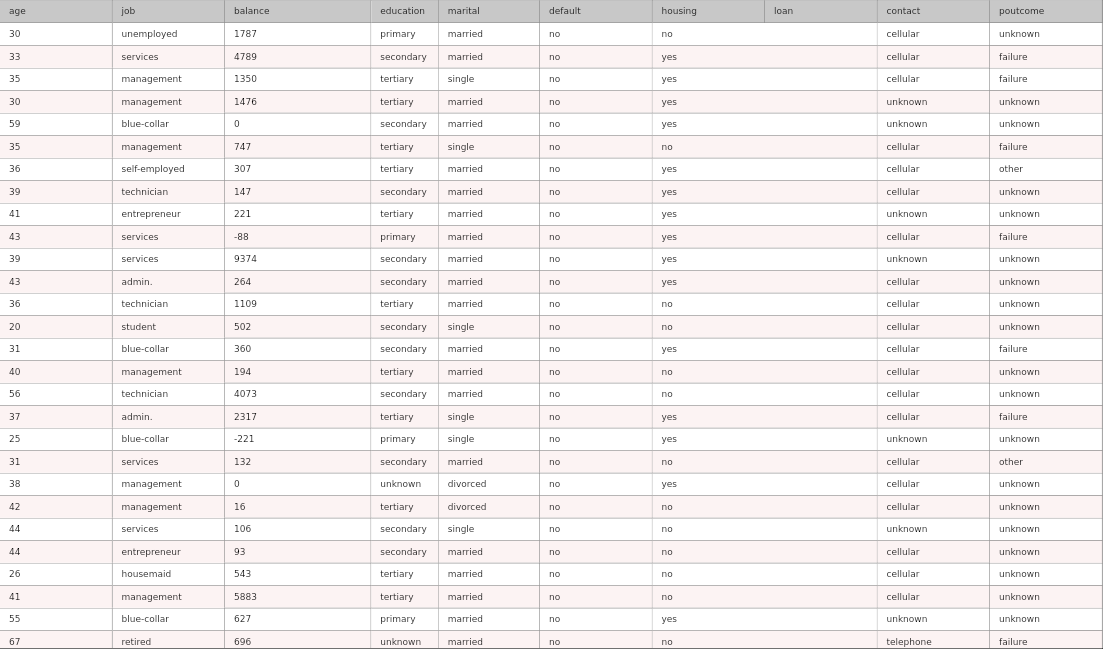 age job balance education marital default housing loan contact poutcome
30 unemployed 1787 primary married no no cellular unknown
33 services 4789 secondary married no yes cellular failure
35 management 1350 tertiary single no yes cellular failure
30 management 1476 tertiary married no yes unknown unknown
59 blue-collar 0 secondary married no yes unknown unknown
35 management 747 tertiary single no no cellular failure
36 self-employed 307 tertiary married no yes cellular other
39 technician 147 secondary married no yes cellular unknown
41 entrepreneur 221 tertiary married no yes unknown unknown
43 services -88 primary married no yes cellular failure
39 services 9374 secondary married no yes unknown unknown
43 admin. 264 secondary married no yes cellular unknown
36 technician 1109 tertiary married no no cellular unknown
20 student 502 secondary single no no cellular unknown
31 blue-collar 360 secondary married no yes cellular failure
40 management 194 tertiary married no no cellular unknown
56 technician 4073 secondary married no no cellular unknown
37 admin. 2317 tertiary single no yes cellular failure
25 blue-collar -221 primary single no yes unknown unknown
31 services 132 secondary married no no cellular other
38 management 0 unknown divorced no yes cellular unknown
42 management 16 tertiary divorced no no cellular unknown
44 services 106 secondary single no no unknown unknown
44 entrepreneur 93 secondary married no no cellular unknown
26 housemaid 543 tertiary married no no cellular unknown
41 management 5883 tertiary married no no cellular unknown
55 blue-collar 627 primary married no yes unknown unknown
67 retired 696 unknown married no no telephone failure